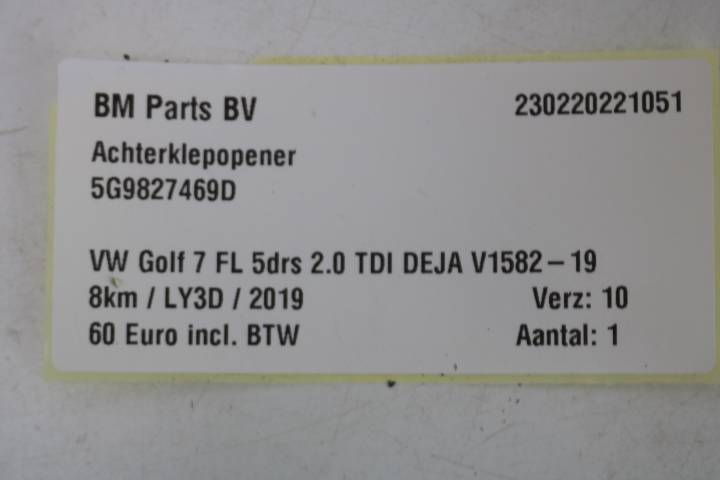 BM Parts BV 230220221051
Achterklepopener
5G9827469D
VW Golf 7 FL 5drs 2.0 TDI DEJA V1582-19
8km / LY3D / 2019 Verz: 10
60 Euro incl. BTW Aantal: 1